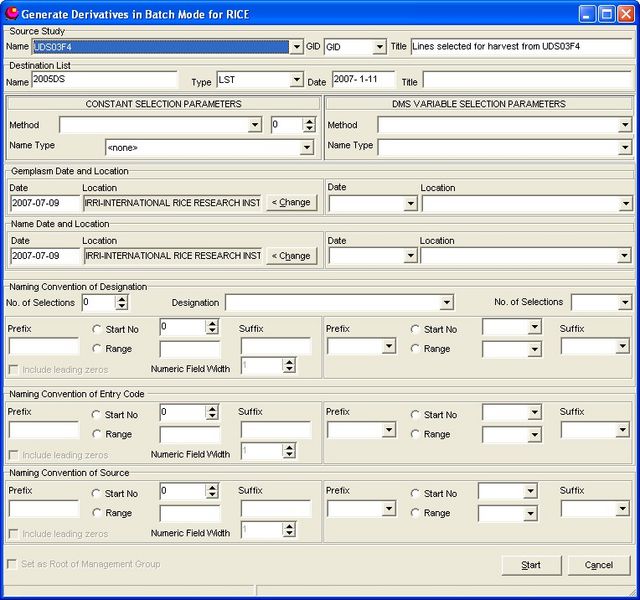 Generate Derivatives in Batch Mode for RICE
Source Study
Name UDS03F4 GID GID Title Lines selected for harvest from UDS03F4
Destination List
Name 2005DS Type LST Date 2007- 1-11 Title
CONSTANT SELECTION PARAMETERS DMS VARIABLE SELECTION PARAMETERS
Method 0 Method
Name Type <none> Name Type
Gemplasm Date and Location
Date Location Date Location
2007-07-09 IRRI-INTERNATIONAL RICE RESEARCH INST < Change
Name Date and Location
Date Location Date Location
2007-07-09 IRRI-INTERNATIONAL RICE RESEARCH INST < Change
Naming Convention of Designation
No. of Selections 0 Designation No. of Selections
Prefix Start No 0 Suffix Prefix Start No Suffix
Range Range
Include leading zeros Numeric Field Width 1
Naming Convention of Entry Code
Prefix Start No 0 Suffix Prefix Start No Suffix
Range Range
Include leading zeros Numeric Field Width 1
Naming Convention of Source
Prefix Start No 0 Suffix Prefix Start No Suffix
Range Range
Include leading zeros Numeric Field Width 1
Set as Root of Management Group Start Cancel